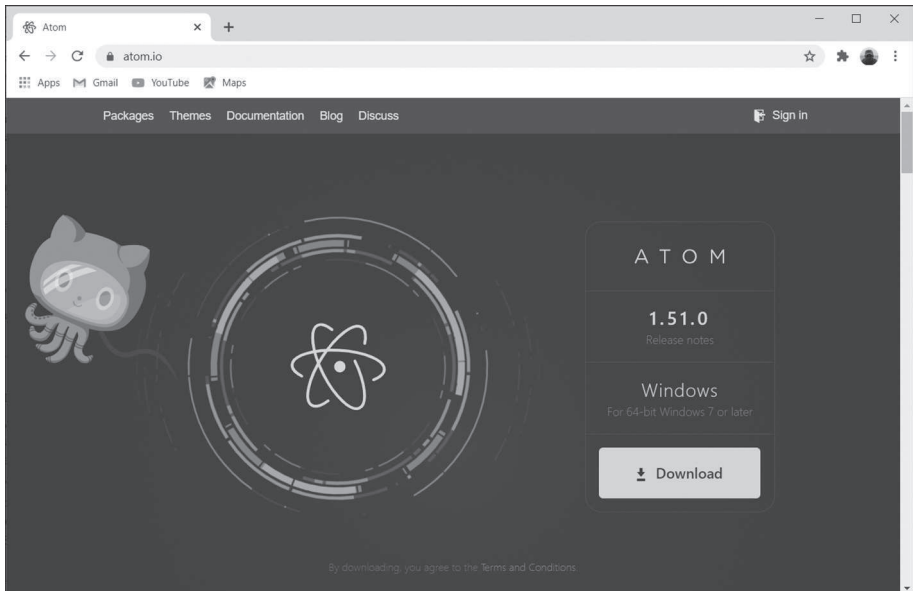 Atom
atom.io
Apps Gmail YouTube Maps
Packages Themes Documentation Blog Discuss Sign in
ATOM
1.51.0
Release notes
Windows
For 64-bit Windows 7 or later
Download
By downloading, you agree to the Terms and Conditions.